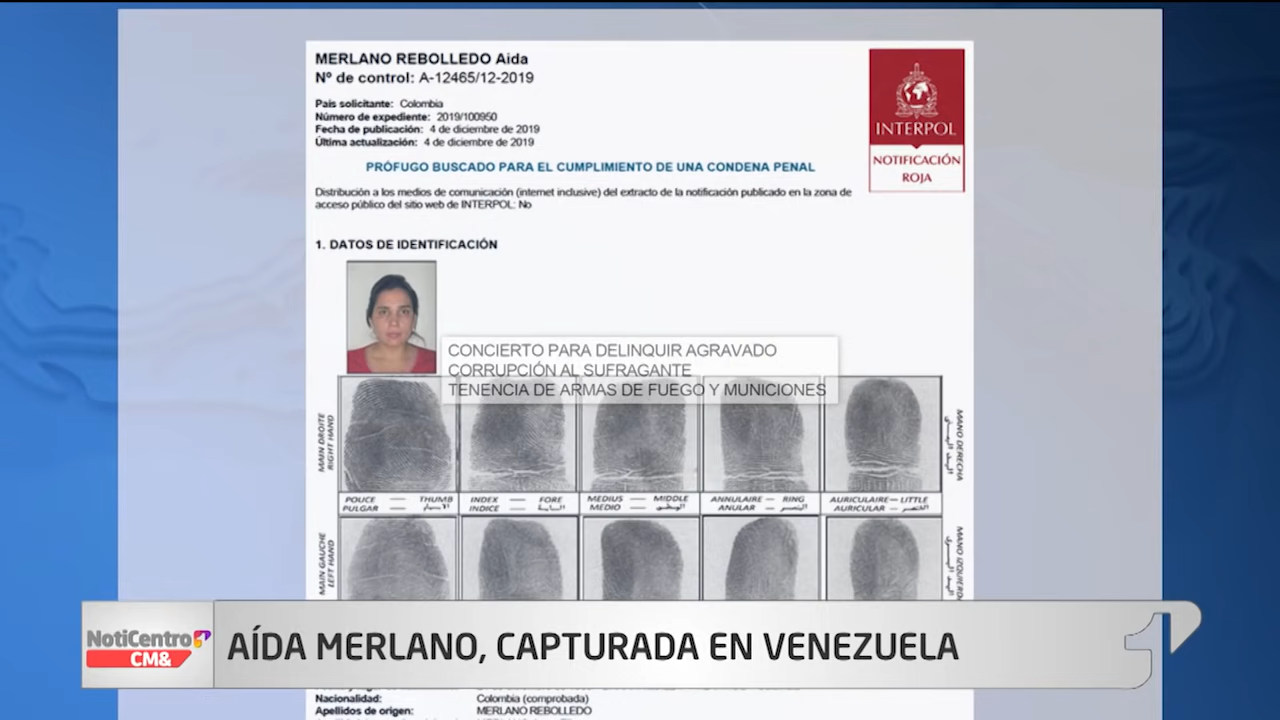 MERLANO REBOLLEDO Aida
Nº de control: A-12465/12-2019
País solicitante: Colombia
Número de expediente: 2019/100950
Fecha de publicación: 4 de diciembre de 2019
Última actualización: 4 de diciembre de 2019
INTERPOL
NOTIFICACIÓN
ROJA
PRÓFUGO BUSCADO PARA EL CUMPLIMIENTO DE UNA CONDENA PENAL
Distribución a los medios de comunicación (internet inclusive) del extracto de la notificación publicado en la zona de
acceso público del sitio web de INTERPOL: No
1. DATOS DE IDENTIFICACIÓN
CONCIERTO PARA DELINQUIR AGRAVADO
CORRUPCIÓN AL SUFRAGANTE
TENENCIA DE ARMAS DE FUEGO Y MUNICIONES
MAIN DROITE
RIGHT HAND
MANO DERECHA
POUCE — THUMB
PULGAR —
INDEX — FORE
INDICE —
MEDIUS — MIDDLE
MEDIO —
ANNULAIRE — RING
ANULAR —
AURICULAIRE — LITTLE
AURICULAR —
MAIN GAUCHE
LEFT HAND
MANO
NotiCentro 1
CM&
AÍDA MERLANO, CAPTURADA EN VENEZUELA
1
Nacionalidad: Colombia (comprobada)
Apellidos de origen: MERLANO REBOLLEDO